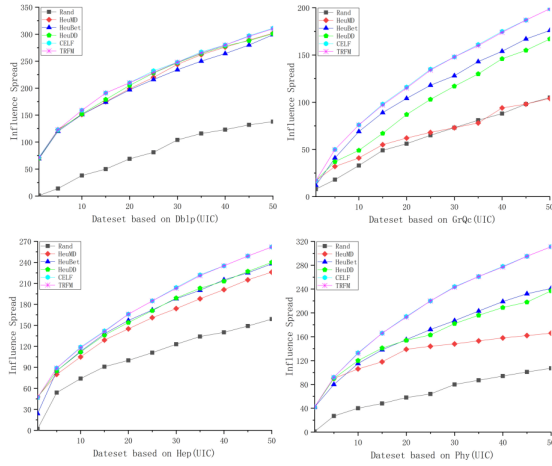 350
300
250
200
150
100
50
0
Influence Spread
Rand
HeuMD
HeuBet
HeuDD
CELF
TRFM
10
20
30
40
50
Dateset based on Dblp(UIC)
200
160
120
80
40
0
Influence Spread
Rand
HeuMD
HeuBet
HeuDD
CELF
TRFM
10
20
30
40
50
Dateset based on GrQc(UIC)
270
240
210
180
150
120
90
60
30
0
Influence Spread
Rand
HeuMD
HeuBet
HeuDD
CELF
TRFM
10
20
30
40
50
Dateset based on Hep(UIC)
320
280
240
200
160
120
80
40
0
Influence Spread
Rand
HeuMD
HeuBet
HeuDD
CELF
TRFM
10
20
30
40
50
Dateset based on Phy(UIC)